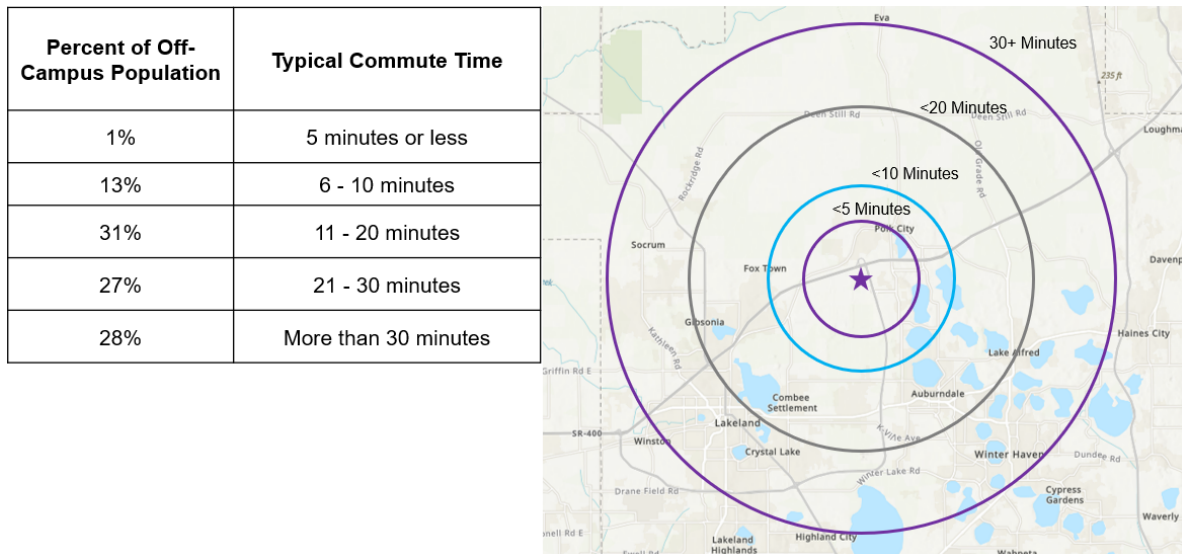 Percent of Off-
Campus Population
Typical Commute Time
1%
5 minutes or less
13%
6 - 10 minutes
31%
11 - 20 minutes
27%
21 - 30 minutes
28%
More than 30 minutes
Eva
30+ Minutes
235 ft
<20 Minutes
Deen Still Rd
Deen Still Rd
Loughma
Rockridge Rd
Old Grade Rd
<10 Minutes
<5 Minutes
Polk City
Socrum
Fox Town
Davenp
Gibsonia
Kathleen Rd
Haines City
Lake Alfred
Griffin Rd E
Combee
Settlement
Auburndale
Lakeland
SR-400
Winston
K-Ville Ave
Crystal Lake
Winter Haven
Dundee Rd
Winter Lake Rd
Drane Field Rd
Cypress
Gardens
Waverly
Lakeland
Highlands
Highland City
nell Rd E
Ewell Rd
Wahneta